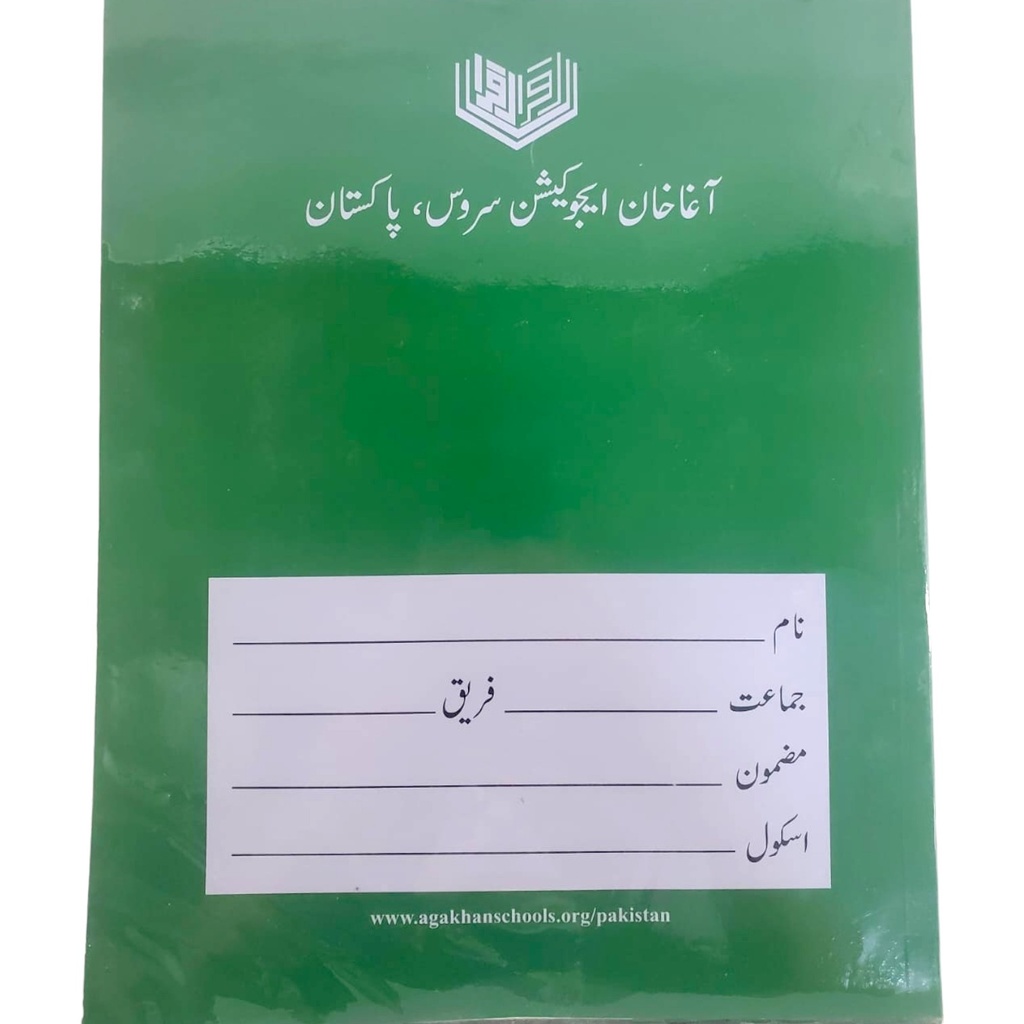 آغا خان ایجوکیشن سروس، پاکستان
نام
جماعت فریق
مضمون
اسکول
www.agakhanschools.org/pakistan